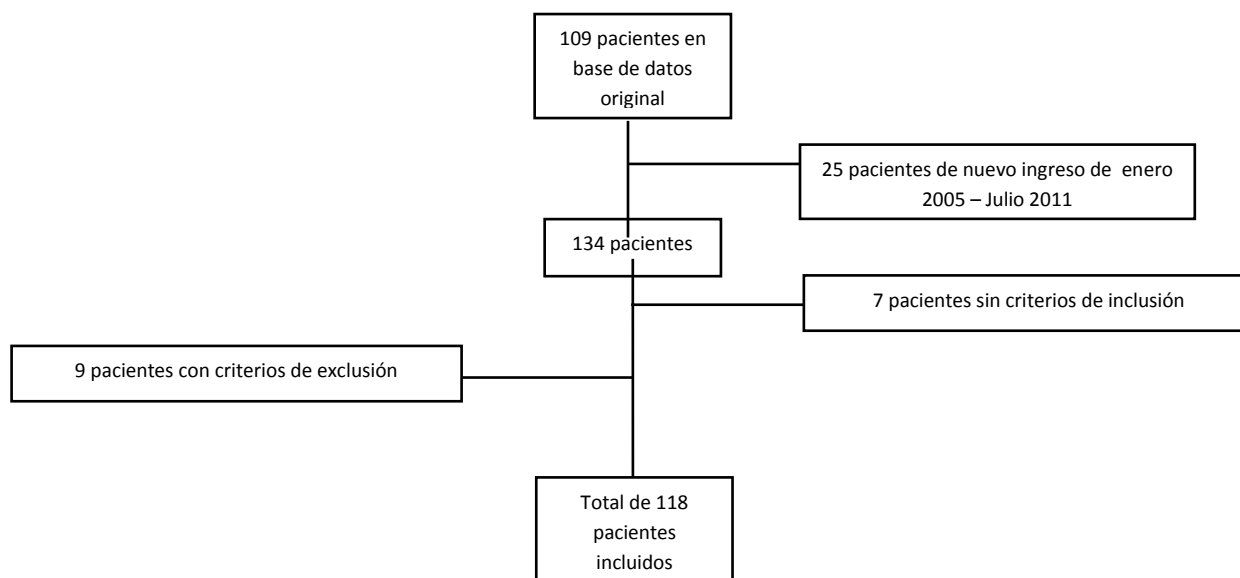 109 pacientes en
base de datos
original
25 pacientes de nuevo ingreso de enero
2005 – Julio 2011
134 pacientes
7 pacientes sin criterios de inclusión
9 pacientes con criterios de exclusión
Total de 118
pacientes
incluidos